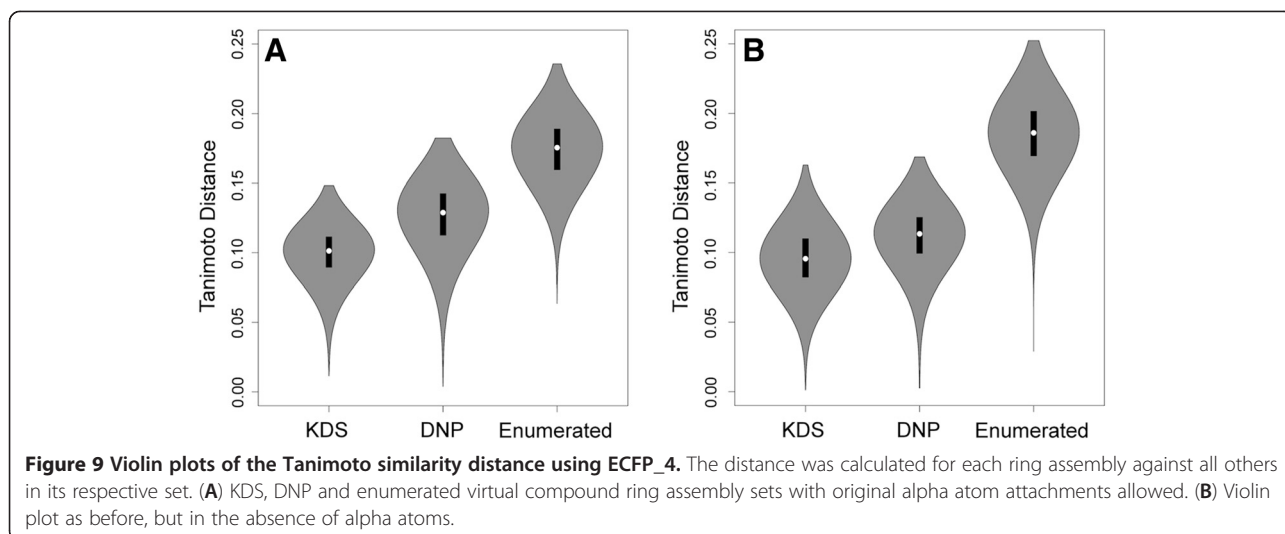 A
B
0.25
0.20
0.15
0.10
0.05
0.00
Tanimoto Distance
KDS DNP Enumerated
0.25
0.20
0.15
0.10
0.05
0.00
Tanimoto Distance
KDS DNP Enumerated
Figure 9 Violin plots of the Tanimoto similarity distance using ECFP_4. The distance was calculated for each ring assembly against all others
in its respective set. (A) KDS, DNP and enumerated virtual compound ring assembly sets with original alpha atom attachments allowed. (B) Violin
plot as before, but in the absence of alpha atoms.